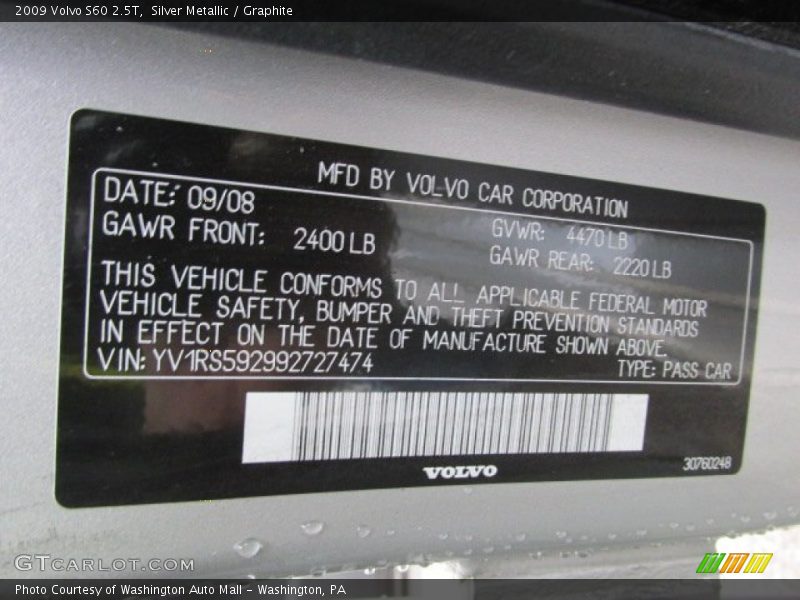 2009 Volvo S60 2.5T, Silver Metallic / Graphite
MFD BY VOLVO CAR CORPORATION
DATE: 09/08
GVWR: 4470 LB
GAWR FRONT: 2400 LB
GAWR REAR: 2220 LB
THIS VEHICLE CONFORMS TO ALL APPLICABLE FEDERAL MOTOR
VEHICLE SAFETY, BUMPER AND THEFT PREVENTION STANDARDS
IN EFFECT ON THE DATE OF MANUFACTURE SHOWN ABOVE.
VIN: YV1RS592992727474
TYPE: PASS CAR
VOLVO
30760248
GTCARLOT.COM
Photo Courtesy of Washington Auto Mall - Washington, PA